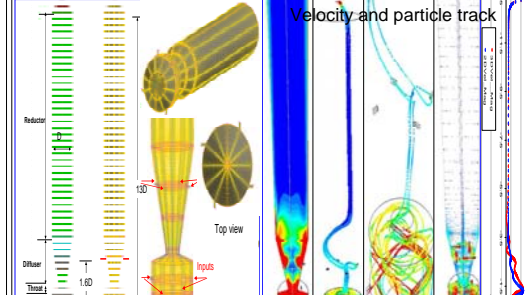 Velocity and particle track
Reductor
D
13D
Top view
Diffuser
Inputs
Throat
1.6D